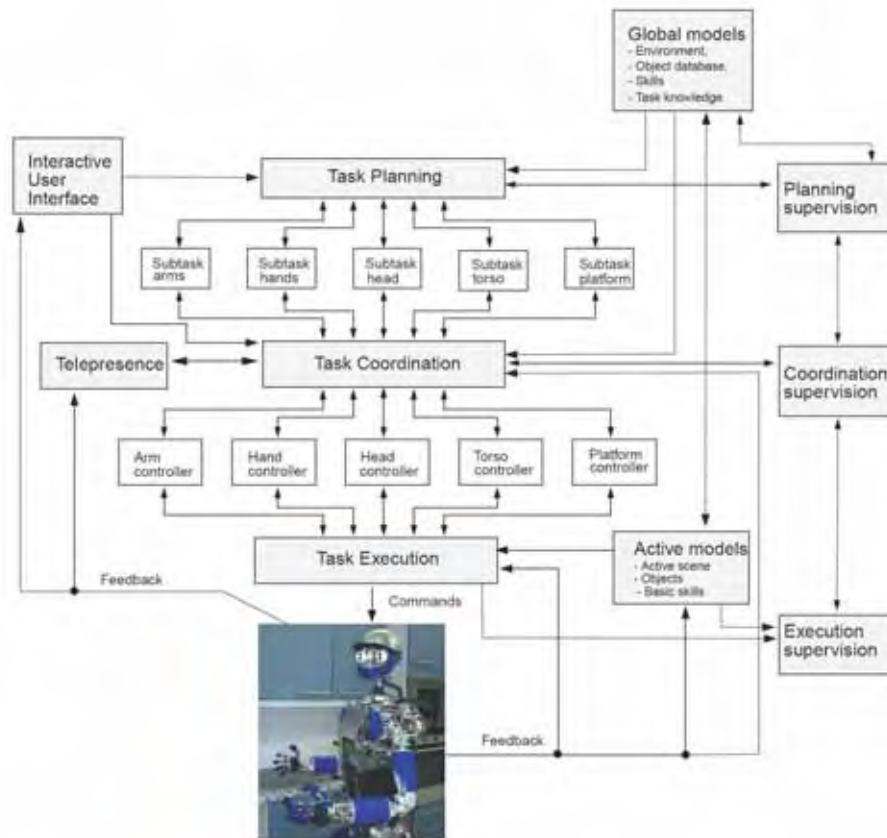 Global models
- Environment,
- Object database,
- Skills
- Task knowledge
Interactive
User
Interface
Task Planning
Planning
supervision
Subtask
arms
Subtask
hands
Subtask
head
Subtask
torso
Subtask
platform
Telepresence
Task Coordination
Coordination
supervision
Arm
controller
Hand
controller
Head
controller
Torso
controller
Platform
controller
Task Execution
Active models
- Active scene
- Objects
- Basic skills
Feedback
Commands
Execution
supervision
Feedback